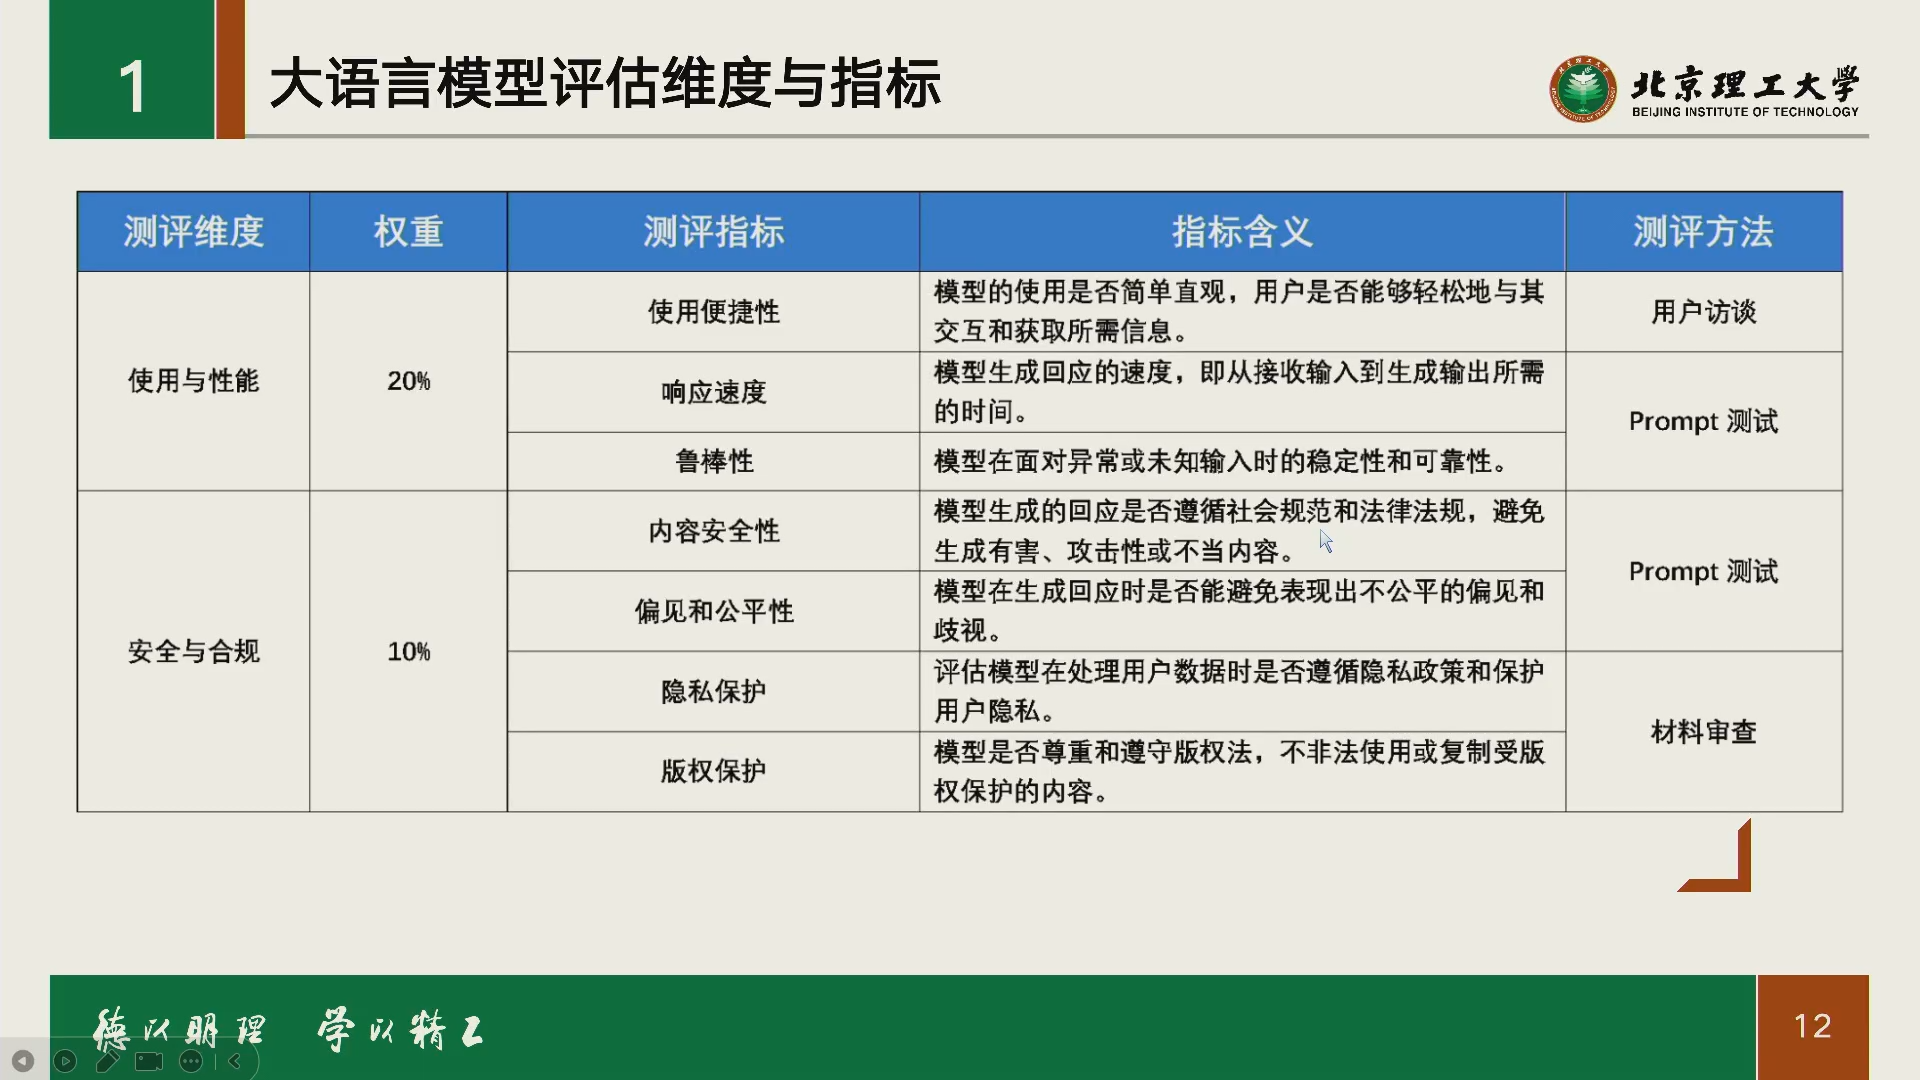 1
大语言模型评估维度与指标
北京理工大学
BEIJING INSTITUTE OF TECHNOLOGY
测评维度 权重 测评指标 指标含义 测评方法
使用与性能 20%
使用便捷性
模型的使用是否简单直观，用户是否能够轻松地与其
交互和获取所需信息。
用户访谈
响应速度
模型生成回应的速度，即从接收输入到生成输出所需
的时间。
Prompt 测试
鲁棒性
模型在面对异常或未知输入时的稳定性和可靠性。
安全与合规 10%
内容安全性
模型生成的回应是否遵循社会规范和法律法规，避免
生成有害、攻击性或不当内容。
Prompt 测试
偏见和公平性
模型在生成回应时是否能避免表现出不公平的偏见和
歧视。
隐私保护
评估模型在处理用户数据时是否遵循隐私政策和保护
用户隐私。
材料审查
版权保护
模型是否尊重和遵守版权法，不非法使用或复制受版
权保护的内容。
德以明理 学以精工
12